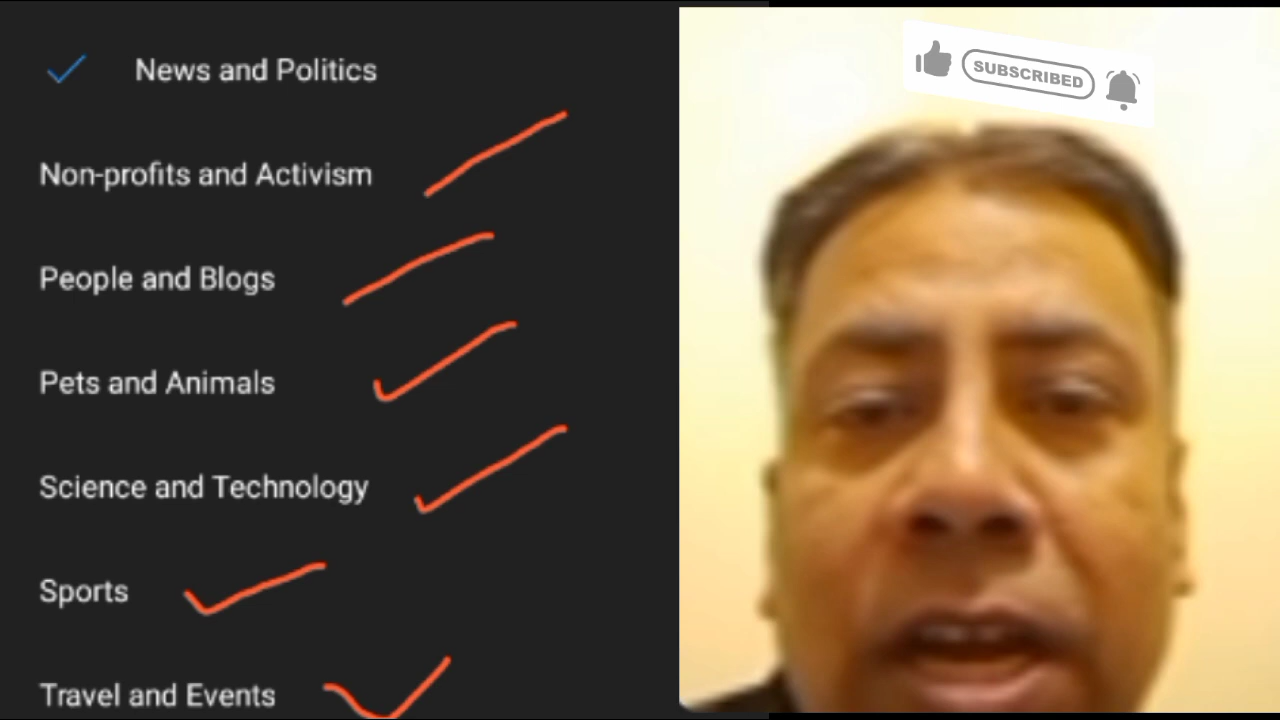 News and Politics
Non-profits and Activism
People and Blogs
Pets and Animals
Science and Technology
Sports
Travel and Events
SUBSCRIBED